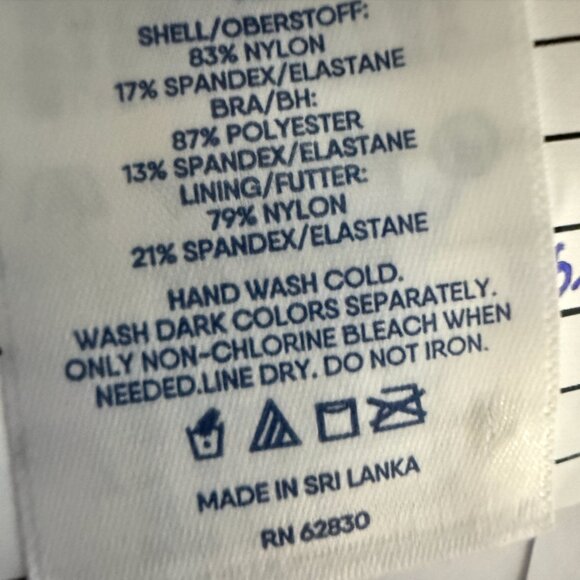 SHELL/OBERSTOFF:
83% NYLON
17% SPANDEX/ELASTANE
BRA/BH:
87% POLYESTER
13% SPANDEX/ELASTANE
LINING/FUTTER:
79% NYLON
21% SPANDEX/ELASTANE
HAND WASH COLD.
WASH DARK COLORS SEPARATELY.
ONLY NON-CHLORINE BLEACH WHEN
NEEDED.LINE DRY. DO NOT IRON.
MADE IN SRI LANKA
RN 62830